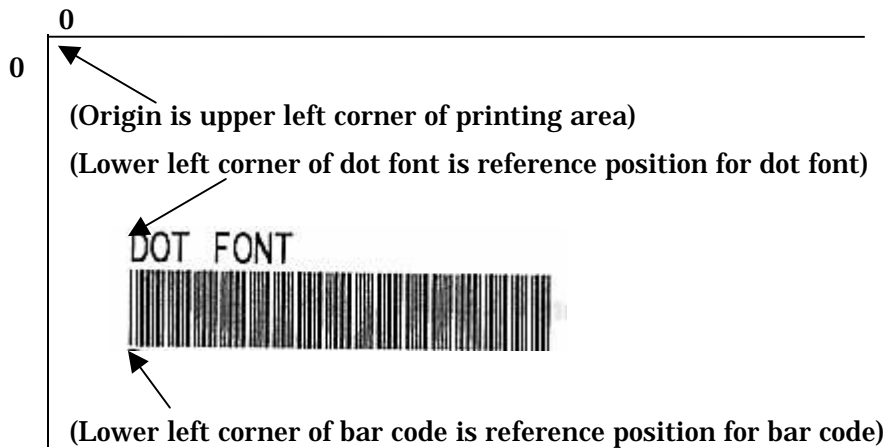 0
0
(Origin is upper left corner of printing area)
(Lower left corner of dot font is reference position for dot font)
DOT FONT
(Lower left corner of bar code is reference position for bar code)